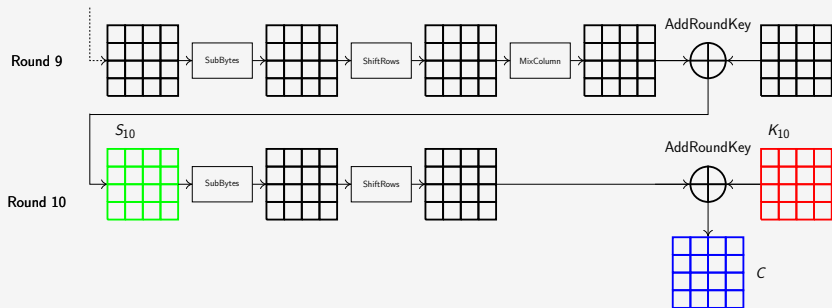 AddRoundKey
Round 9
SubBytes
ShiftRows
MixColumn
S10
K10
AddRoundKey
Round 10
SubBytes
ShiftRows
C